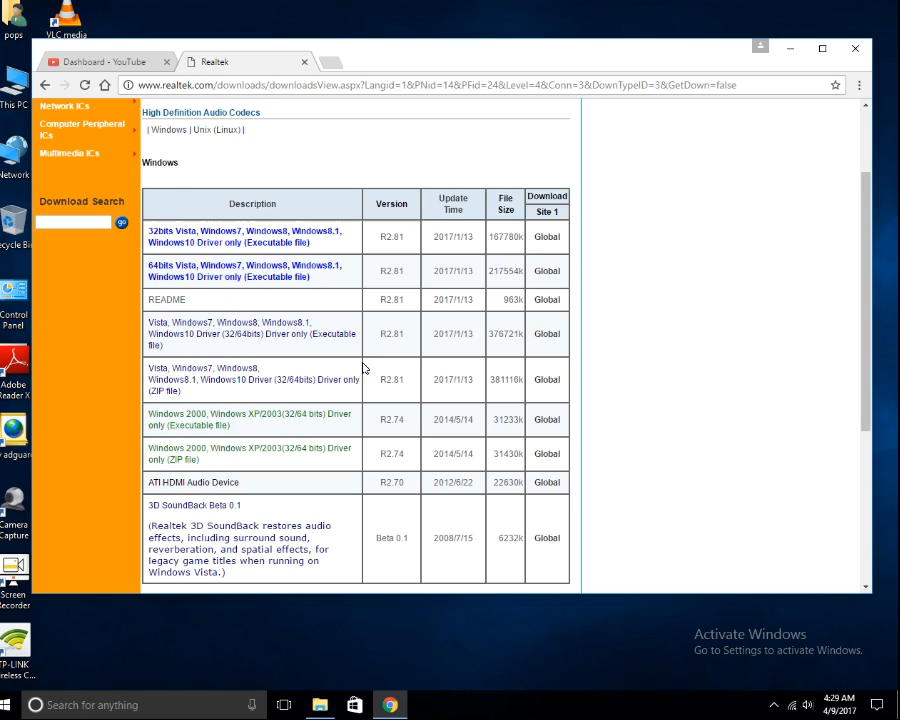 pops
VLC media
This PC
Network
Recycle Bin
Control
Panel
Adobe
Reader X
adguard
Camera
Capture
Screen
Recorder
TP-LINK
Wireless C...
Dashboard - YouTube
Realtek
www.realtek.com/downloads/downloadsView.aspx?Langid=1&PNid=14&PFid=24&Level=4&Conn=3&DownTypeID=3&GetDown=false
Network ICs
Computer Peripheral
ICs
Multimedia ICs
Download Search
go
High Definition Audio Codecs
| Windows | Unix (Linux) |
Windows
Description Version Update Time File Size Download
Site 1
32bits Vista, Windows7, Windows8, Windows8.1,
Windows10 Driver only (Executable file) R2.81 2017/1/13 167780k Global
64bits Vista, Windows7, Windows8, Windows8.1,
Windows10 Driver only (Executable file) R2.81 2017/1/13 217554k Global
README R2.81 2017/1/13 963k Global
Vista, Windows7, Windows8, Windows8.1,
Windows10 Driver (32/64bits) Driver only (Executable
file) R2.81 2017/1/13 376721k Global
Vista, Windows7, Windows8,
Windows8.1, Windows10 Driver (32/64bits) Driver only
(ZIP file) R2.81 2017/1/13 381116k Global
Windows 2000, Windows XP/2003(32/64 bits) Driver
only (Executable file) R2.74 2014/5/14 31233k Global
Windows 2000, Windows XP/2003(32/64 bits) Driver
only (ZIP file) R2.74 2014/5/14 31430k Global
ATI HDMI Audio Device R2.70 2012/6/22 22630k Global
3D SoundBack Beta 0.1
(Realtek 3D SoundBack restores audio
effects, including surround sound,
reverberation, and spatial effects, for
legacy game titles when running on
Windows Vista.) Beta 0.1 2008/7/15 6232k Global
Activate Windows
Go to Settings to activate Windows.
Search for anything
4:29 AM
4/9/2017